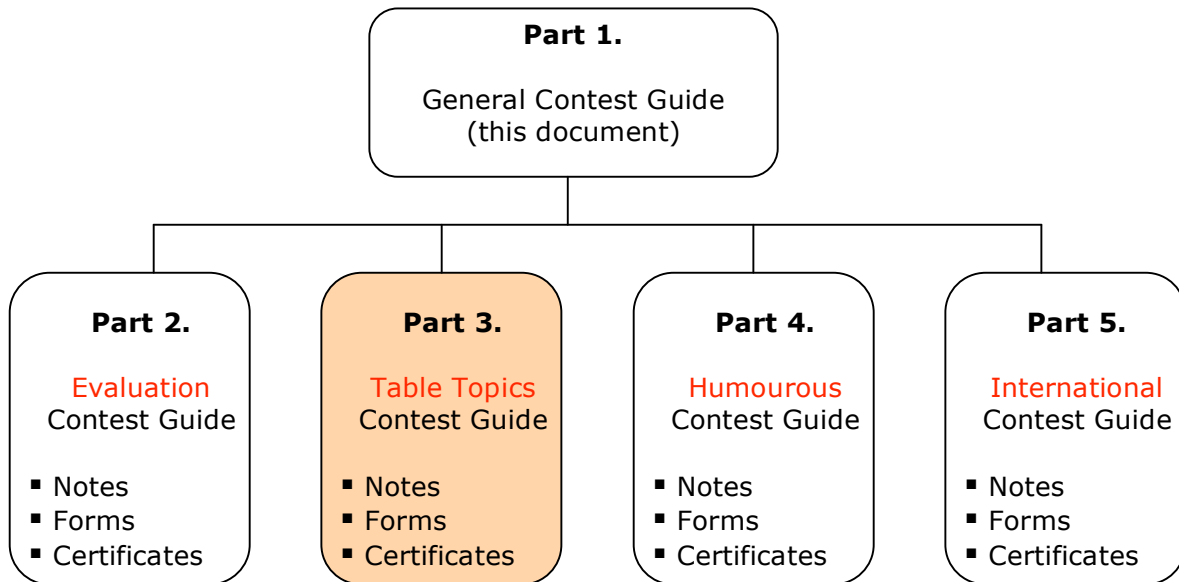 Part 1.
General Contest Guide
(this document)
Part 2.
Evaluation
Contest Guide
▪ Notes
▪ Forms
▪ Certificates
Part 3.
Table Topics
Contest Guide
▪ Notes
▪ Forms
▪ Certificates
Part 4.
Humourous
Contest Guide
▪ Notes
▪ Forms
▪ Certificates
Part 5.
International
Contest Guide
▪ Notes
▪ Forms
▪ Certificates